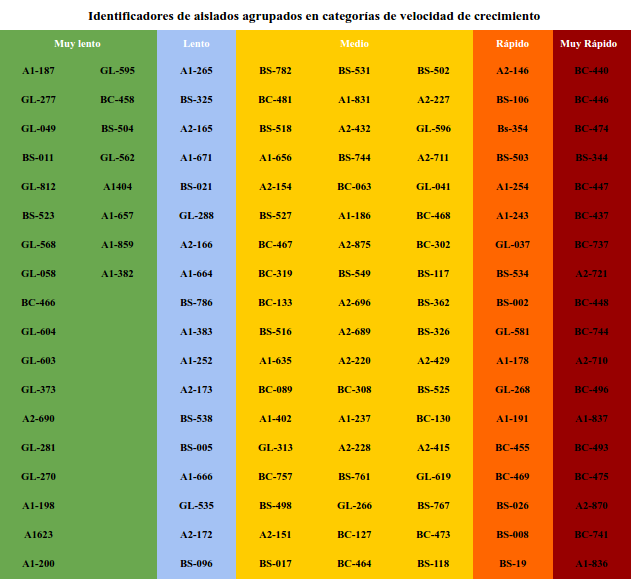 Identificadores de aislados agrupados en categorías de velocidad de crecimiento
Muy lento Lento Medio Rápido Muy Rápido
A1-187 GL-595 A1-265 BS-782 BS-531 BS-502 A2-146 BC-440
GL-277 BC-458 BS-325 BC-481 A1-831 A2-227 BS-106 BC-446
GL-049 BS-504 A2-165 BS-518 A2-432 GL-596 Bs-354 BC-474
BS-011 GL-562 A1-671 A1-656 BS-744 A2-711 BS-503 BS-344
GL-812 A1404 BS-021 A2-154 BC-063 GL-041 A1-254 BC-447
BS-523 A1-657 GL-288 BS-527 A1-186 BC-468 A1-243 BC-437
GL-568 A1-859 A2-166 BC-467 A2-875 BC-302 GL-037 BC-737
GL-058 A1-382 A1-664 BC-319 BS-549 BS-117 BS-534 A2-721
BC-466 BS-786 BC-133 A2-696 BS-362 BS-002 BC-448
GL-604 A1-383 BS-516 A2-689 BS-326 GL-581 BC-744
GL-603 A1-252 A1-635 A2-220 A2-429 A1-178 A2-710
GL-373 A2-173 BC-089 BC-308 BS-525 GL-268 BC-496
A2-690 BS-538 A1-402 A1-237 BC-130 A1-191 A1-837
GL-281 BS-005 GL-313 A2-228 A2-415 BC-455 BC-493
GL-270 A1-666 BC-757 BS-761 GL-619 BC-469 BC-475
A1-198 GL-535 BS-498 GL-266 BS-767 BS-026 A2-870
A1623 A2-172 A2-151 BC-127 BC-473 BS-008 BC-741
A1-200 BS-096 BS-017 BC-464 BS-118 BS-19 A1-836